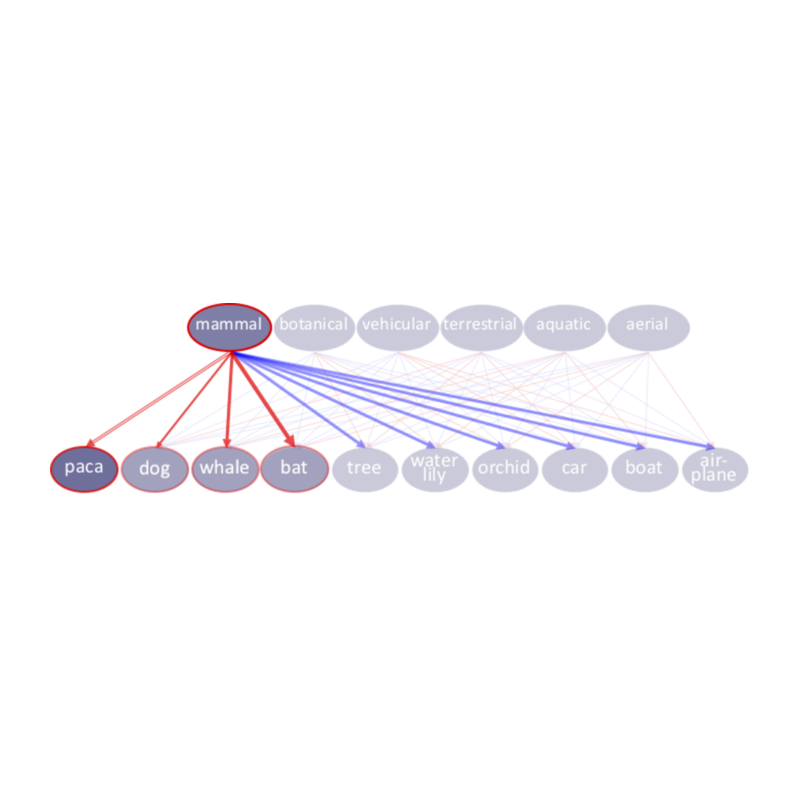 mammal botanical vehicular terrestrial aquatic aerial
paca dog whale bat tree water lily orchid car boat air-plane